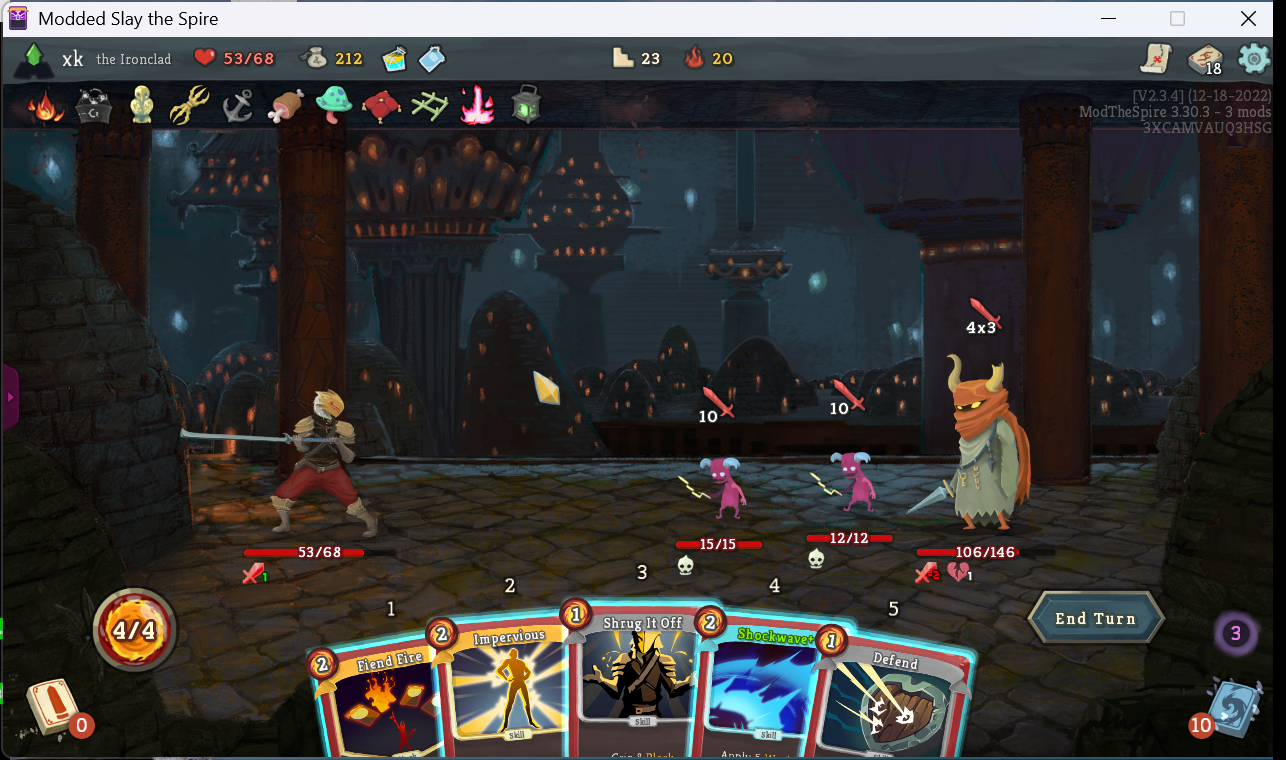 Modded Slay the Spire
xk the Ironclad 53/68 212 23 20 18
[V2.3.4] (12-18-2022)
ModTheSpire 3.30.3 - 3 mods
3XCAMVAUQ3HSG
4x3
10 10
53/68 15/15 12/12 106/146
1 -2 1
1 2 3 4 5
4/4
2 Fiend Fire
2 Impervious
Skill
1 Shrug It Off
Skill
2 Shockwave+
Skill
1 Defend
End Turn
3
0
10